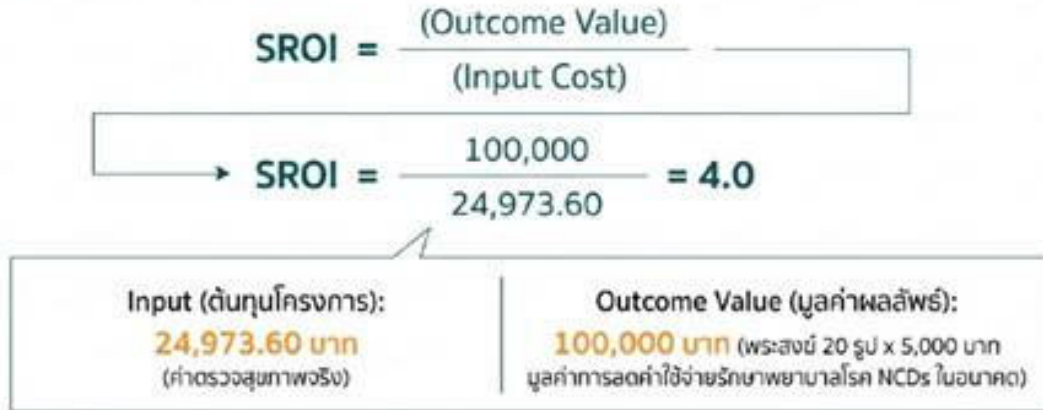 SROI = (Outcome Value)
(Input Cost)
SROI = 100,000 = 4.0
24,973.60
Input (ต้นทุนโครงการ):
24,973.60 บาท
(ค่าตรวจสุขภาพจริง)
Outcome Value (มูลค่าผลลัพธ์):
100,000 บาท (พระสงฆ์ 20 รูป x 5,000 บาท
มูลค่าการลดค่าใช้จ่ายรักษาพยาบาลโรค NCDs ในอนาคต)